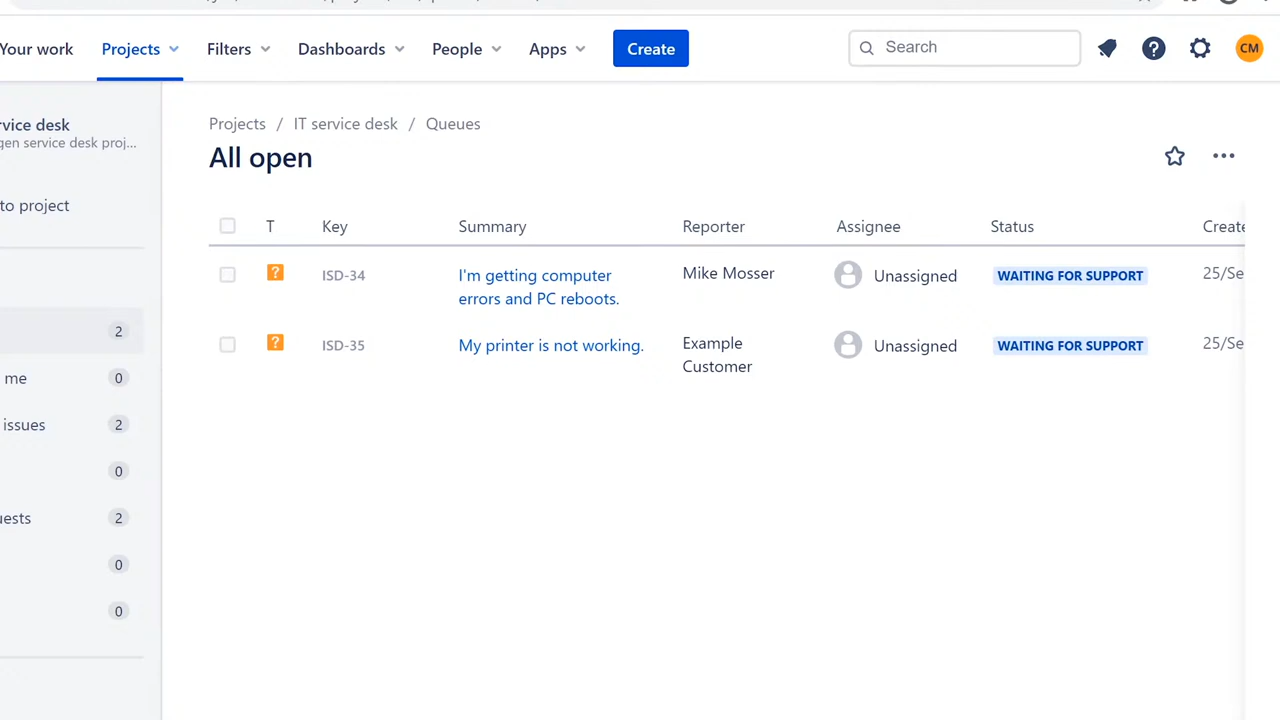 Your work Projects Filters Dashboards People Apps Create Search CM
rvice desk
gen service desk proj...
to project
2
me 0
issues 2
0
uests 2
0
0
Projects / IT service desk / Queues
All open
T Key Summary Reporter Assignee Status Create
? ISD-34 I'm getting computer Mike Mosser Unassigned WAITING FOR SUPPORT 25/Se
errors and PC reboots.
? ISD-35 My printer is not working. Example Unassigned WAITING FOR SUPPORT 25/Se
Customer